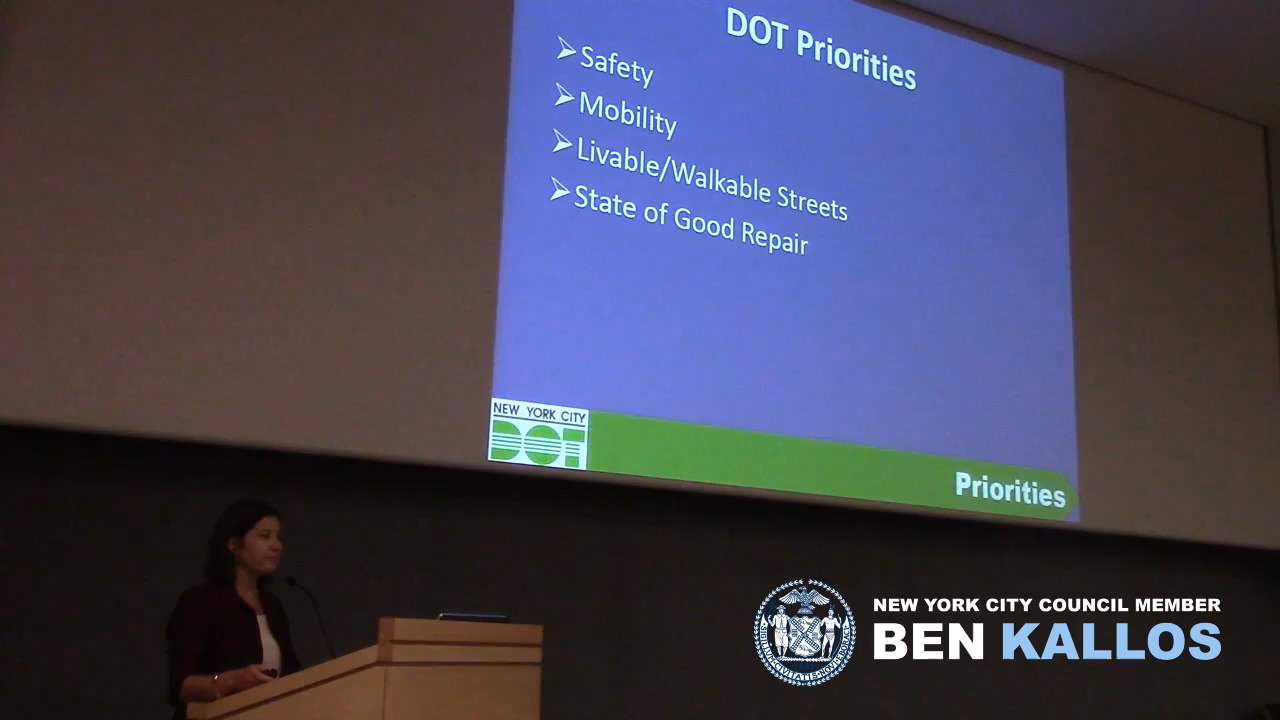 DOT Priorities
Safety
Mobility
Livable/Walkable Streets
State of Good Repair
NEW YORK CITY
DOT
Priorities
NEW YORK CITY COUNCIL MEMBER
BEN KALLOS